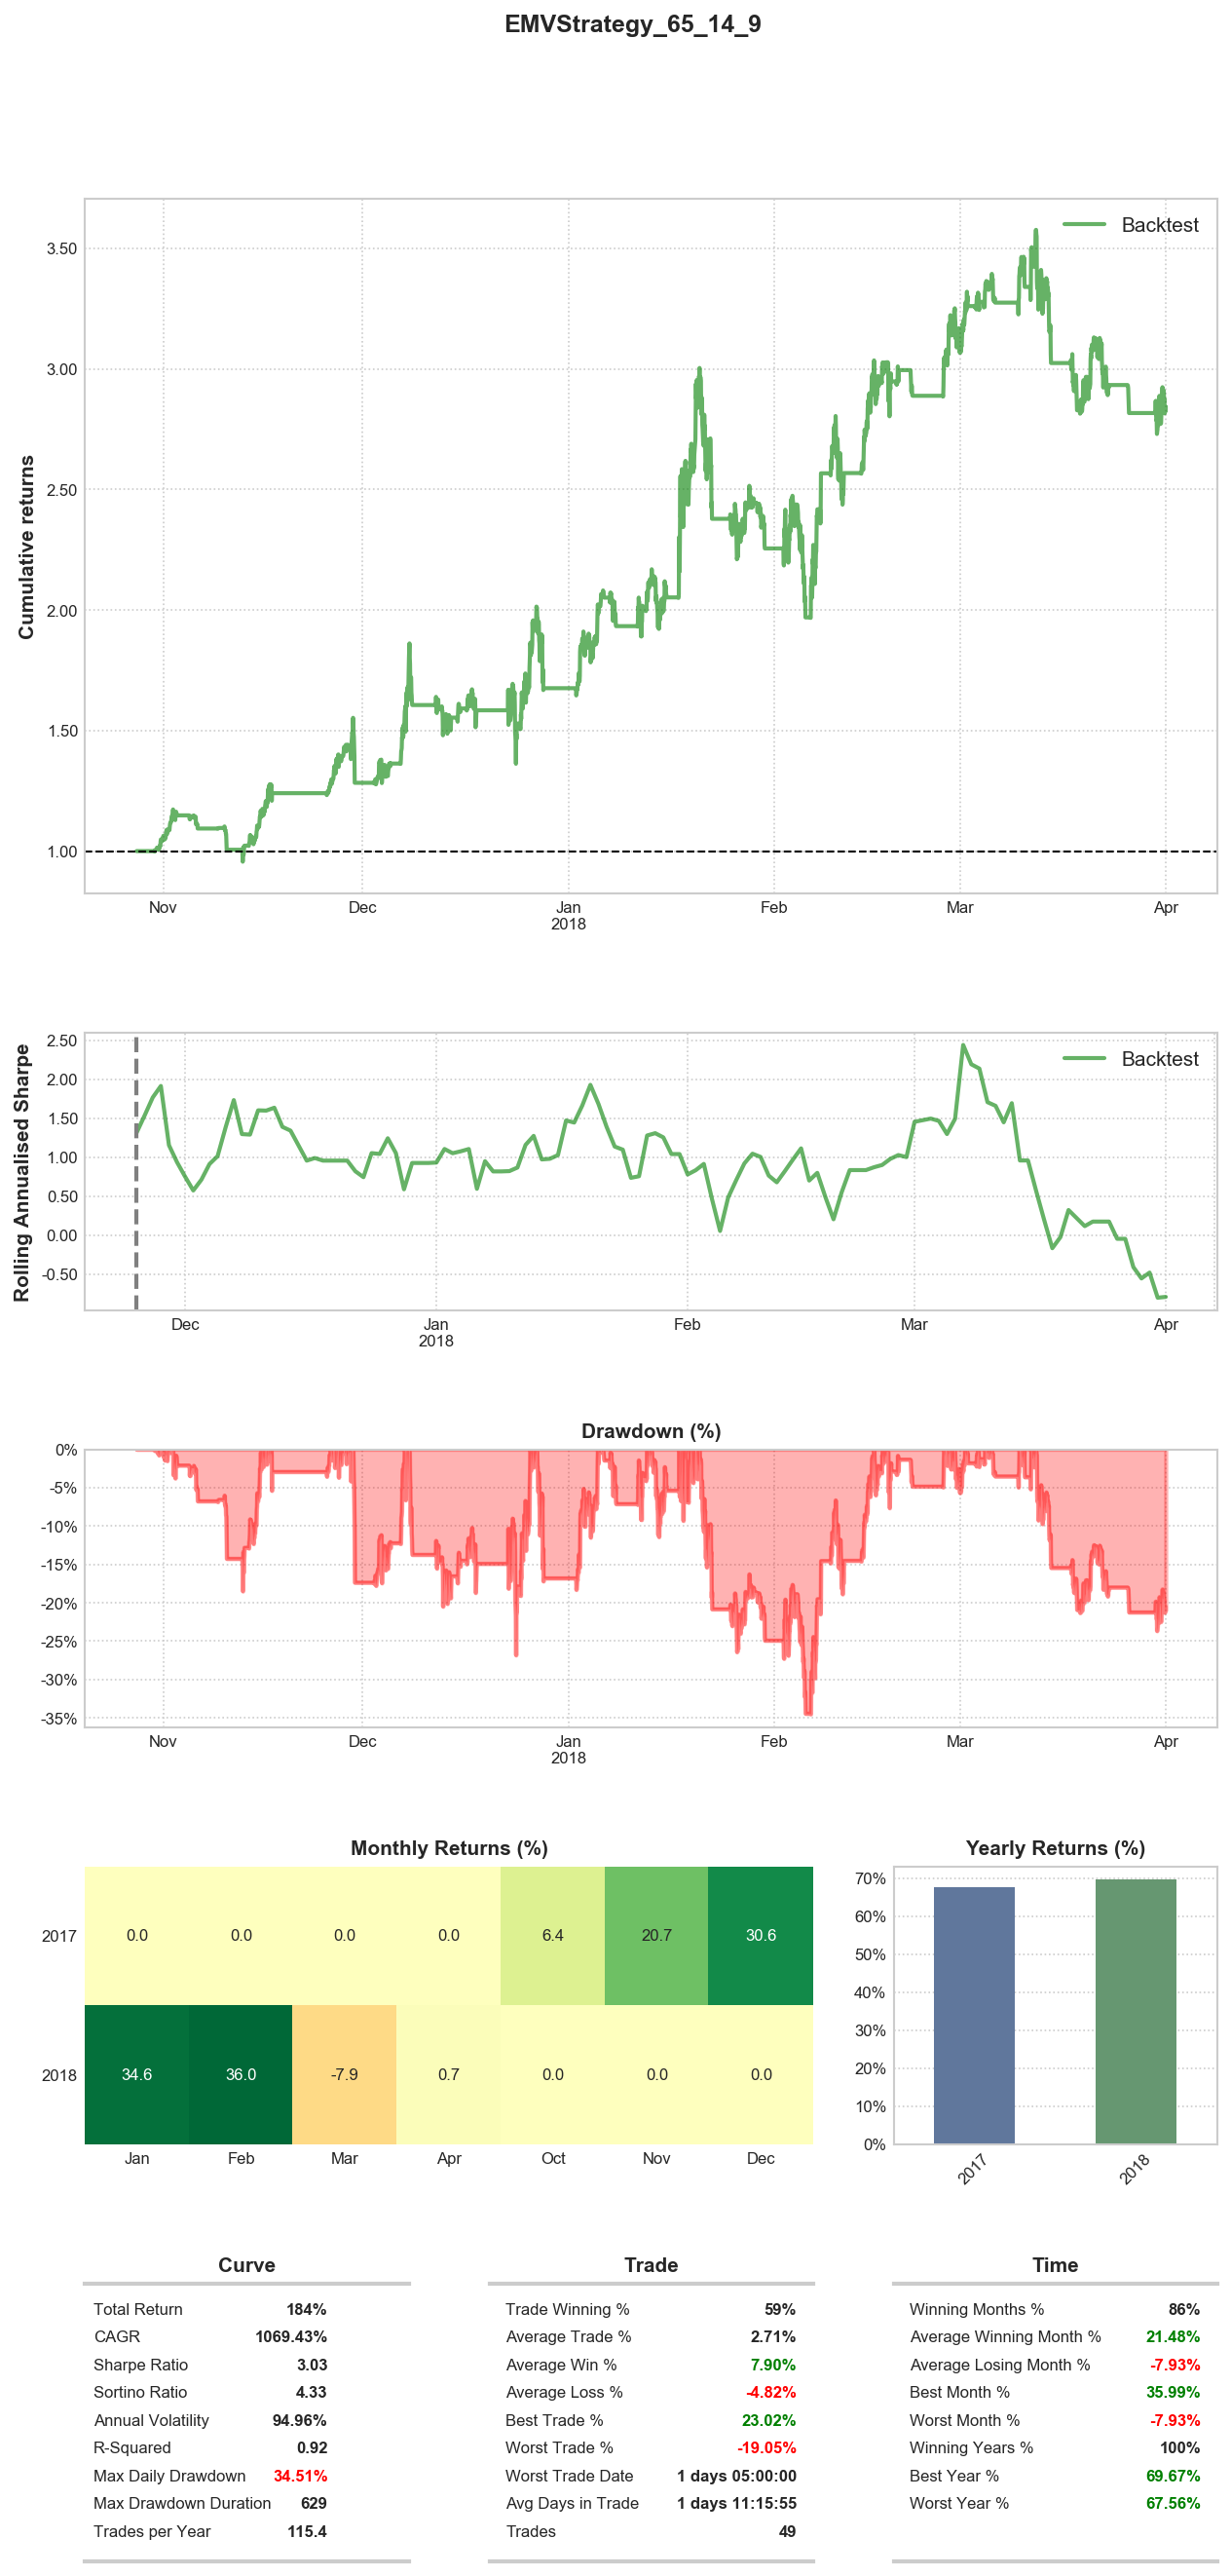 EMVStrategy_65_14_9
Backtest
Cumulative returns
3.50
3.00
2.50
2.00
1.50
1.00
Nov Dec Jan Feb Mar Apr
2018
Backtest
Rolling Annualised Sharpe
2.50
2.00
1.50
1.00
0.50
0.00
-0.50
Dec Jan Feb Mar Apr
2018
Drawdown (%)
0%
-5%
-10%
-15%
-20%
-25%
-30%
-35%
Nov Dec Jan Feb Mar Apr
2018
Monthly Returns (%)
2017 0.0 0.0 0.0 0.0 6.4 20.7 30.6
2018 34.6 36.0 -7.9 0.7 0.0 0.0 0.0
Jan Feb Mar Apr Oct Nov Dec
Yearly Returns (%)
70%
60%
50%
40%
30%
20%
10%
0%
2017 2018
Curve
Total Return 184%
CAGR 1069.43%
Sharpe Ratio 3.03
Sortino Ratio 4.33
Annual Volatility 94.96%
R-Squared 0.92
Max Daily Drawdown 34.51%
Max Drawdown Duration 629
Trades per Year 115.4
Trade
Trade Winning % 59%
Average Trade % 2.71%
Average Win % 7.90%
Average Loss % -4.82%
Best Trade % 23.02%
Worst Trade % -19.05%
Worst Trade Date 1 days 05:00:00
Avg Days in Trade 1 days 11:15:55
Trades 49
Time
Winning Months % 86%
Average Winning Month % 21.48%
Average Losing Month % -7.93%
Best Month % 35.99%
Worst Month % -7.93%
Winning Years % 100%
Best Year % 69.67%
Worst Year % 67.56%